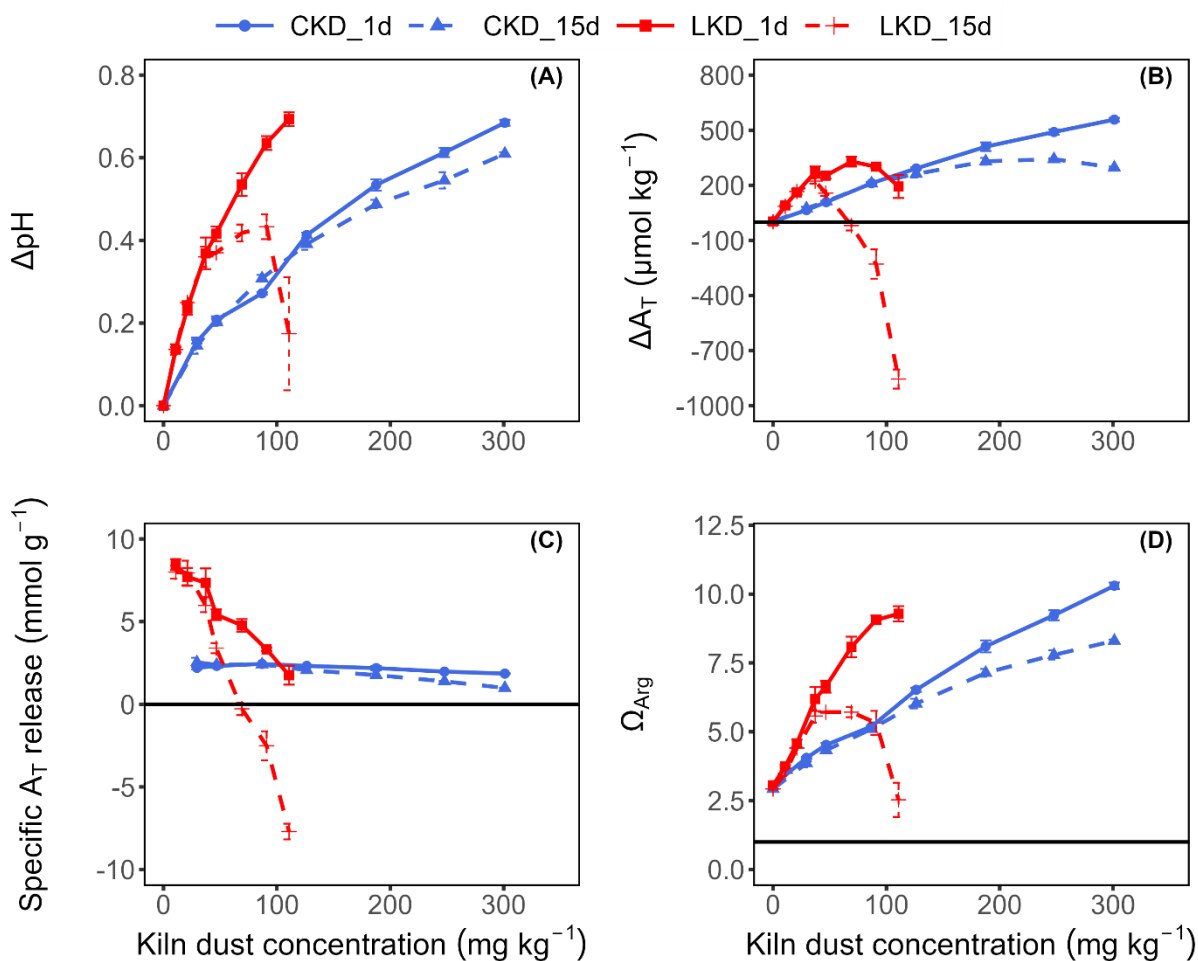 CKD_1d CKD_15d LKD_1d LKD_15d
(A)
0.8
0.6
0.4
0.2
0.0
ΔpH
0 100 200 300
(B)
800
500
200
-100
-400
-700
-1000
ΔA_T (μmol kg⁻¹)
0 100 200 300
(C)
10
5
0
-5
-10
Specific A_T release (mmol g⁻¹)
0 100 200 300
Kiln dust concentration (mg kg⁻¹)
(D)
12.5
10.0
7.5
5.0
2.5
0.0
Ω_Arg
0 100 200 300
Kiln dust concentration (mg kg⁻¹)